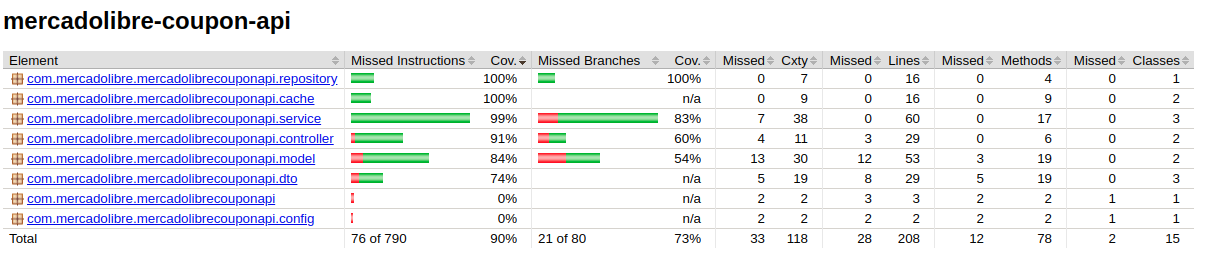 mercadolibre-coupon-api
Element Missed Instructions Cov. Missed Branches Cov. Missed Cxty Missed Lines Missed Methods Missed Classes
com.mercadolibre.mercadolibrecouponapi.repository 100% 100% 0 7 0 16 0 4 0 1
com.mercadolibre.mercadolibrecouponapi.cache 100% n/a 0 9 0 16 0 9 0 2
com.mercadolibre.mercadolibrecouponapi.service 99% 83% 7 38 0 60 0 17 0 3
com.mercadolibre.mercadolibrecouponapi.controller 91% 60% 4 11 3 29 0 6 0 2
com.mercadolibre.mercadolibrecouponapi.model 84% 54% 13 30 12 53 3 19 0 2
com.mercadolibre.mercadolibrecouponapi.dto 74% n/a 5 19 8 29 5 19 0 3
com.mercadolibre.mercadolibrecouponapi 0% n/a 2 2 3 3 2 2 1 1
com.mercadolibre.mercadolibrecouponapi.config 0% n/a 2 2 2 2 2 2 1 1
Total 76 of 790 90% 21 of 80 73% 33 118 28 208 12 78 2 15